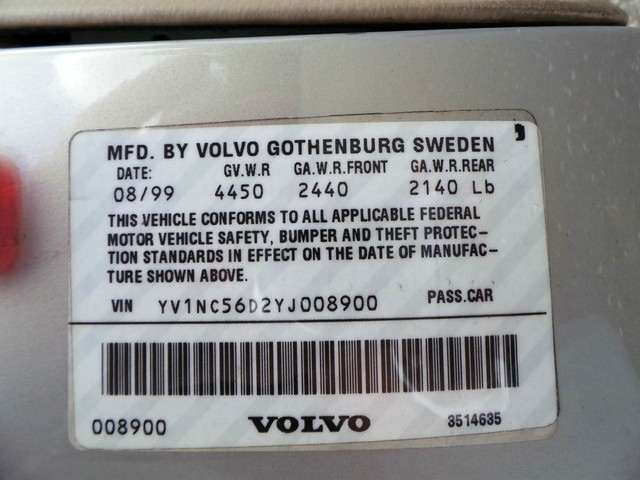 MFD. BY VOLVO GOTHENBURG SWEDEN
DATE: GV.W.R GA.W.R.FRONT GA.W.R.REAR
08/99 4450 2440 2140 Lb
THIS VEHICLE CONFORMS TO ALL APPLICABLE FEDERAL
MOTOR VEHICLE SAFETY, BUMPER AND THEFT PROTEC-
TION STANDARDS IN EFFECT ON THE DATE OF MANUFAC-
TURE SHOWN ABOVE.
VIN YV1NC56D2YJ008900 PASS.CAR
008900 VOLVO 3514635